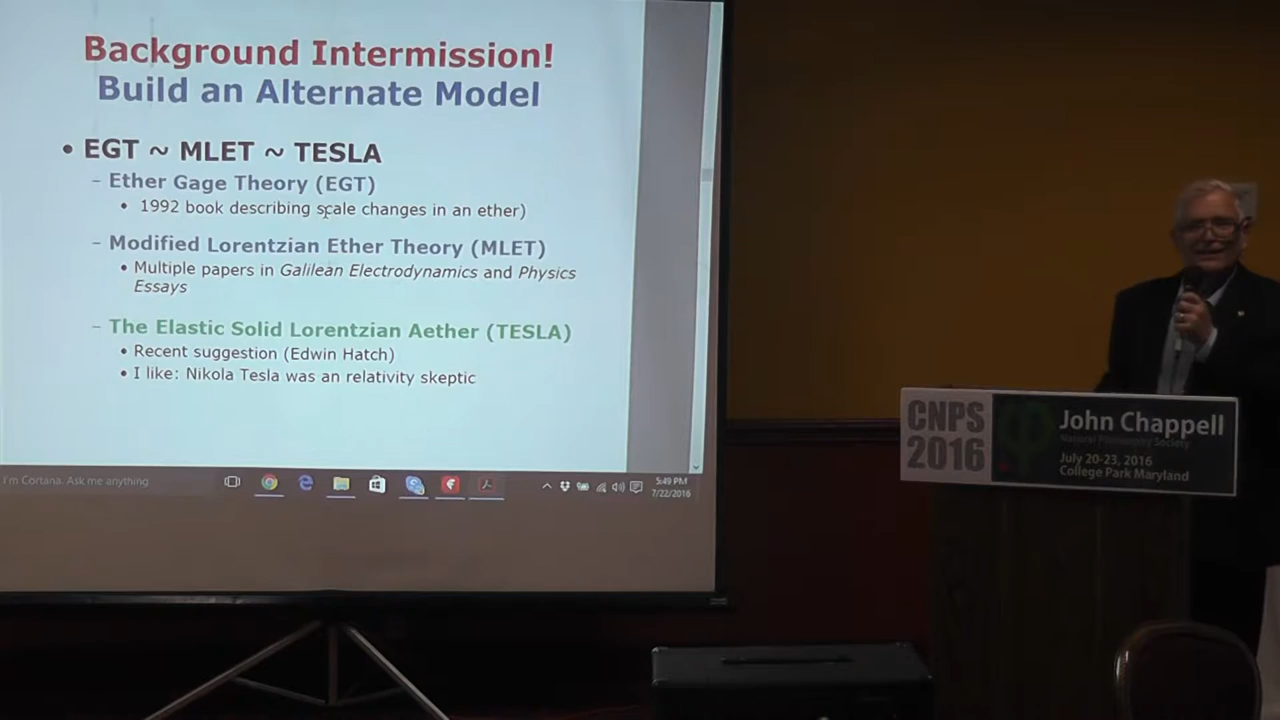 Background Intermission!
Build an Alternate Model
• EGT ~ MLET ~ TESLA
– Ether Gage Theory (EGT)
• 1992 book describing scale changes in an ether)
– Modified Lorentzian Ether Theory (MLET)
• Multiple papers in Galilean Electrodynamics and Physics
Essays
– The Elastic Solid Lorentzian Aether (TESLA)
• Recent suggestion (Edwin Hatch)
• I like: Nikola Tesla was an relativity skeptic
I'm Cortana. Ask me anything
5:49 PM
7/22/2016
CNPS
2016
John Chappell
Natural Philosophy Society
July 20-23, 2016
College Park Maryland